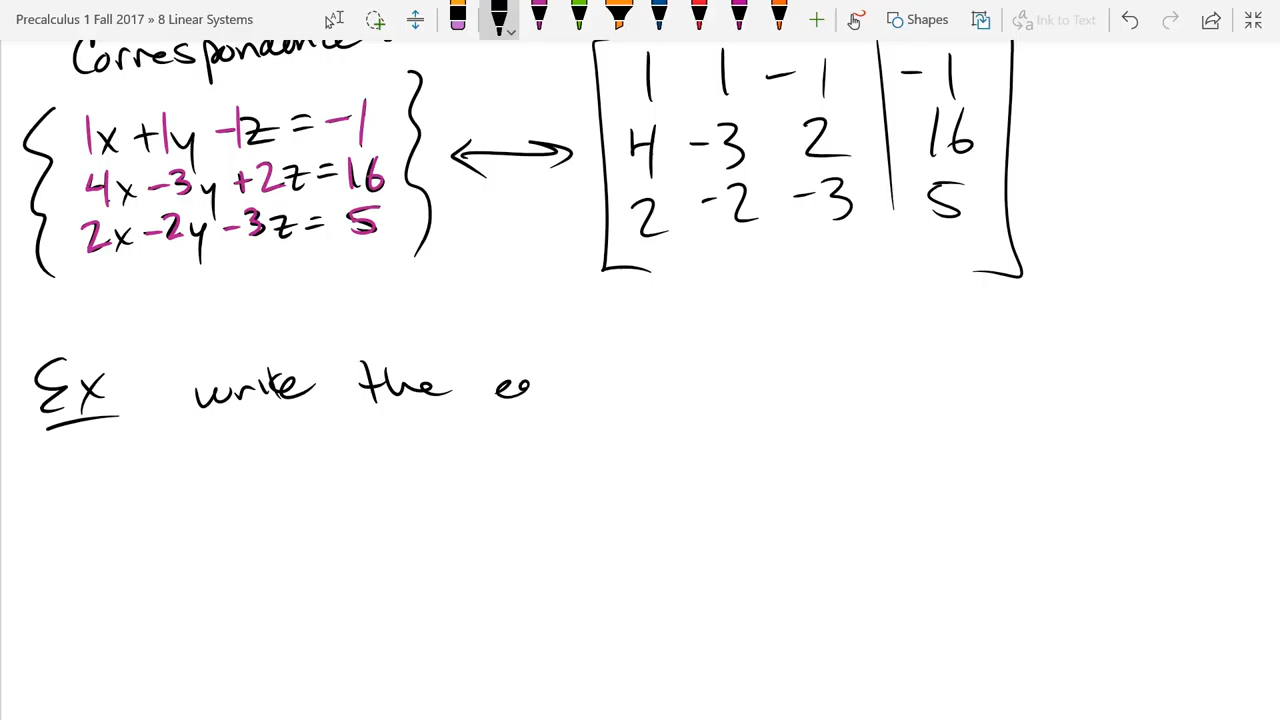 Precalculus 1 Fall 2017 » 8 Linear Systems
Shapes
Ink to Text
Correspondence:
1x + 1y - 1z = -1
4x - 3y + 2z = 16
2x - 2y - 3z = 5
1 1 -1 | -1
4 -3 2 | 16
2 -2 -3 | 5
Ex write the